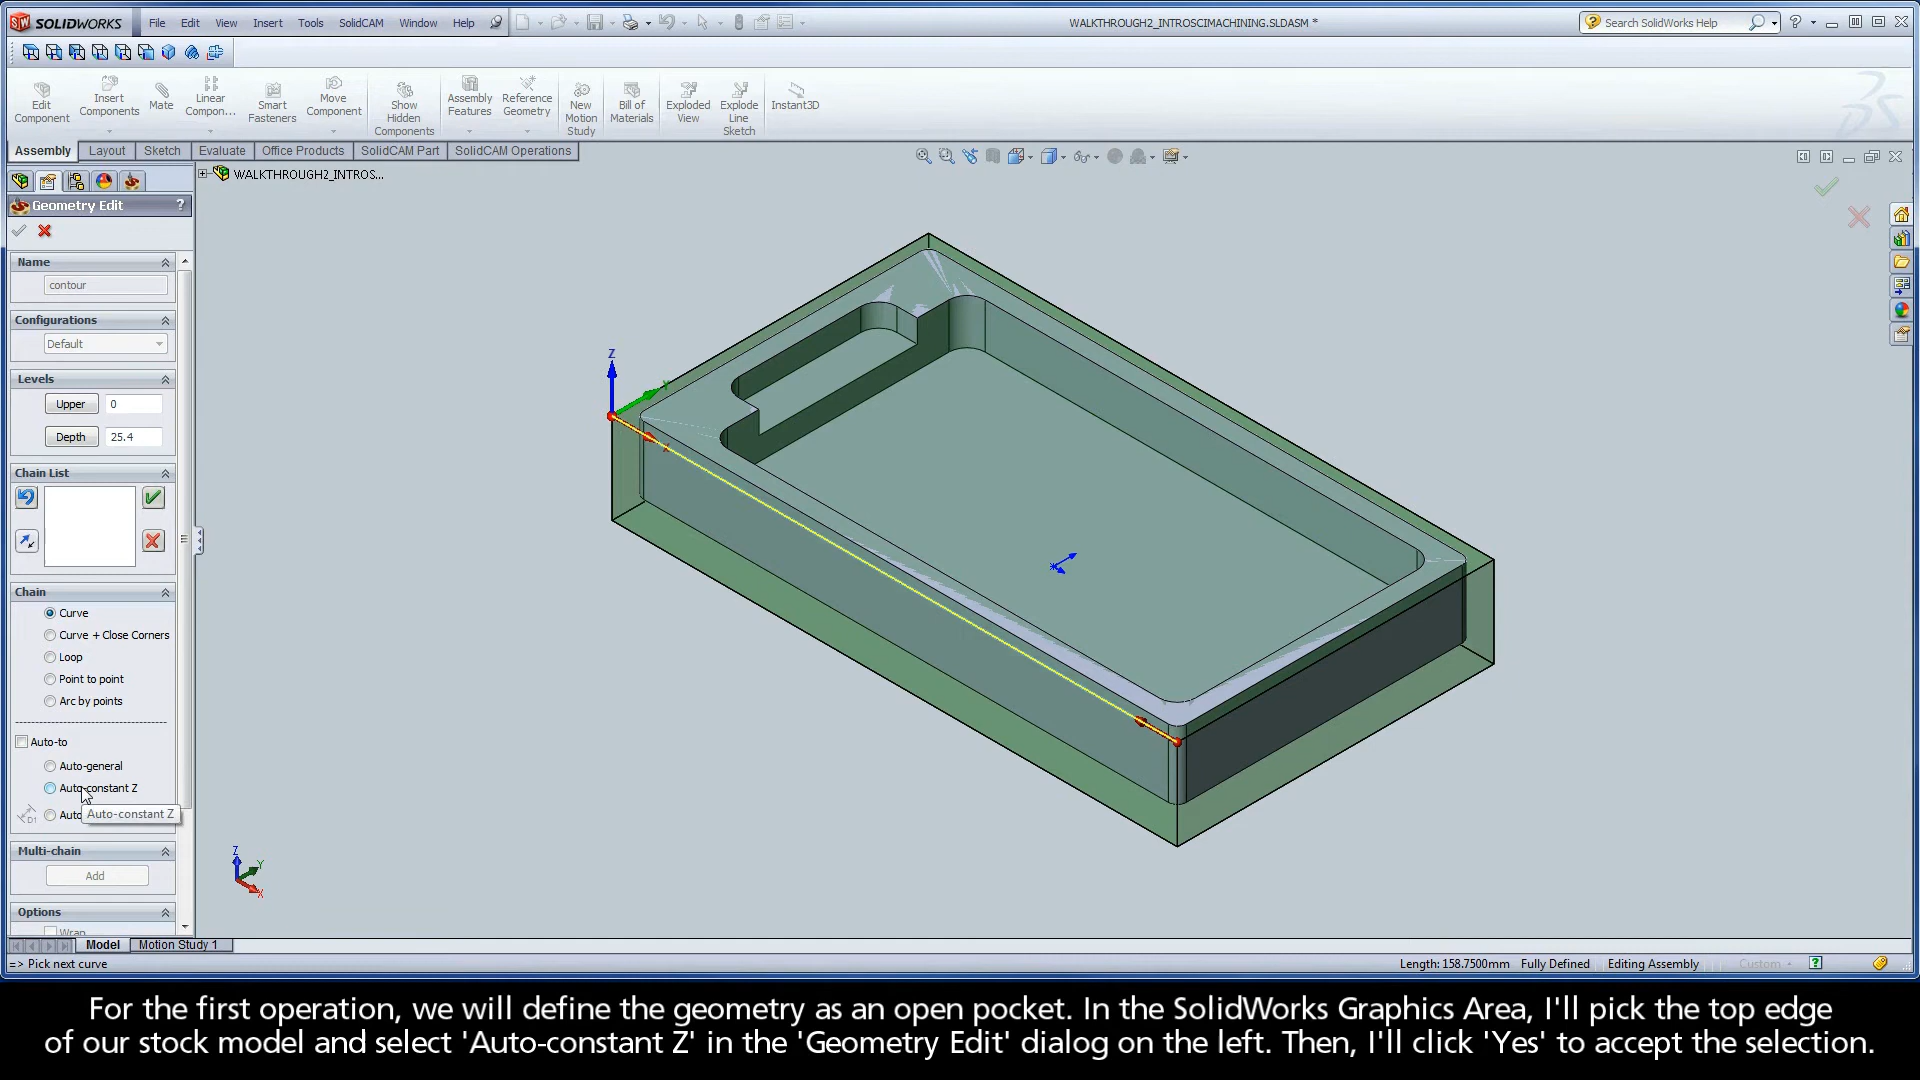 SOLIDWORKS File Edit View Insert Tools SolidCAM Window Help WALKTHROUGH2_INTROSCIMACHINING.SLDASM * Search SolidWorks Help
Edit Component
Insert Components
Mate
Linear Compon...
Smart Fasteners
Move Component
Show Hidden Components
Assembly Features
Reference Geometry
New Motion Study
Bill of Materials
Exploded View
Explode Line Sketch
Instant3D
Assembly Layout Sketch Evaluate Office Products SolidCAM Part SolidCAM Operations
WALKTHROUGH2_INTROS...
Geometry Edit ?
Name
contour
Configurations
Default
Levels
Upper 0
Depth 25.4
Chain List
Chain
Curve
Curve + Close Corners
Loop
Point to point
Arc by points
Auto-to
Auto-general
Auto-constant Z
Auto
Auto-constant Z
Multi-chain
Add
Options
Wrap
Z
Y
X
Z
Y
X
Model Motion Study 1
=> Pick next curve Length: 158.7500mm Fully Defined Editing Assembly Custom
For the first operation, we will define the geometry as an open pocket. In the SolidWorks Graphics Area, I'll pick the top edge
of our stock model and select 'Auto-constant Z' in the 'Geometry Edit' dialog on the left. Then, I'll click 'Yes' to accept the selection.